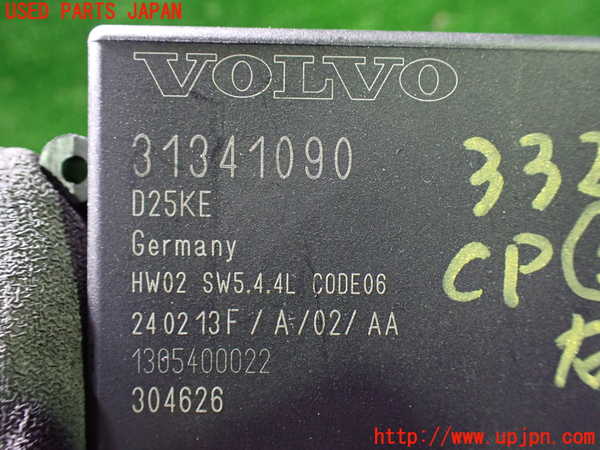 USED PARTS JAPAN
VOLVO
31341090
D25KE
Germany
HW02 SW5.4.4L CODE06
240213F/A/02/AA
1305400022
304626
332
CP
http://www.upjpn.com